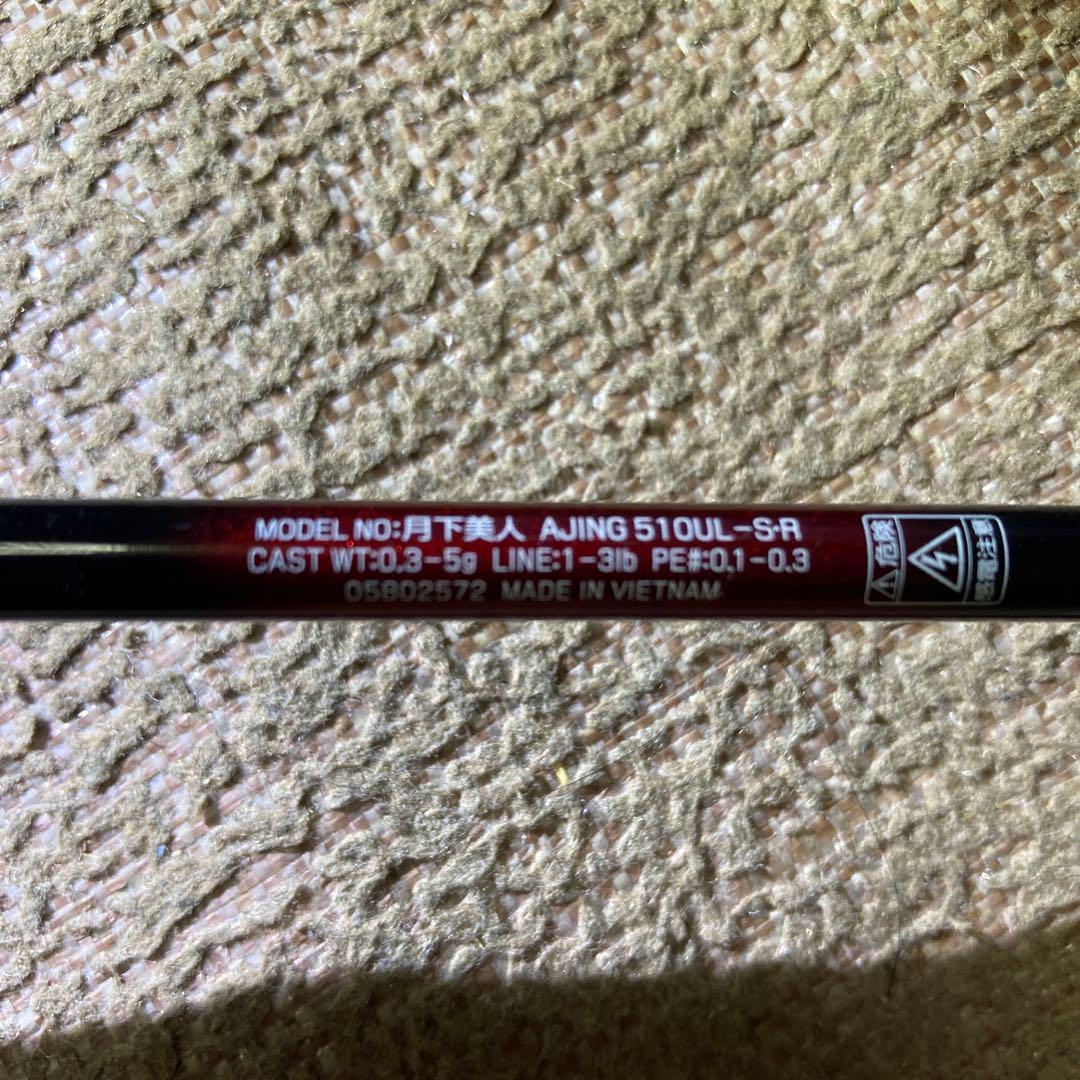 MODEL NO:月下美人 AJING 510UL-S・R
CAST WT:0.3-5g LINE:1-3lb PE#:0.1-0.3
05802572 MADE IN VIETNAM
危険
感電注意